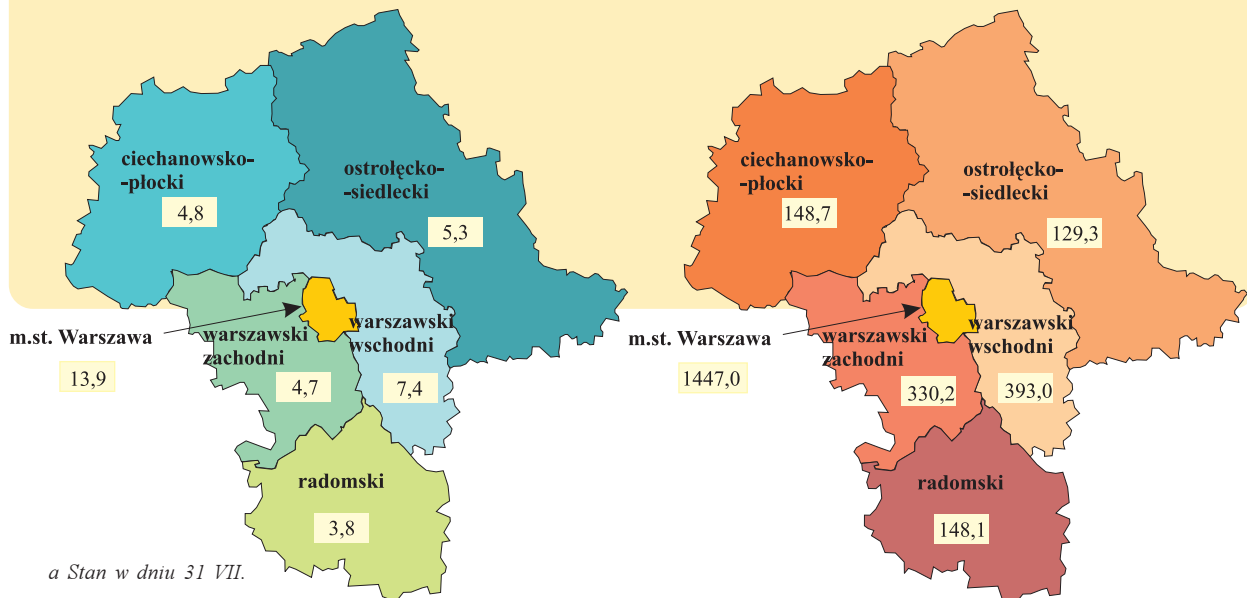 ciechanowsko-
-płocki
4,8
ostrołęcko-
-siedlecki
5,3
m.st. Warszawa
13,9
warszawski
zachodni
4,7
warszawski
wschodni
7,4
radomski
3,8
a Stan w dniu 31 VII.
ciechanowsko-
-płocki
148,7
ostrołęcko-
-siedlecki
129,3
m.st. Warszawa
1447,0
warszawski
zachodni
330,2
warszawski
wschodni
393,0
radomski
148,1